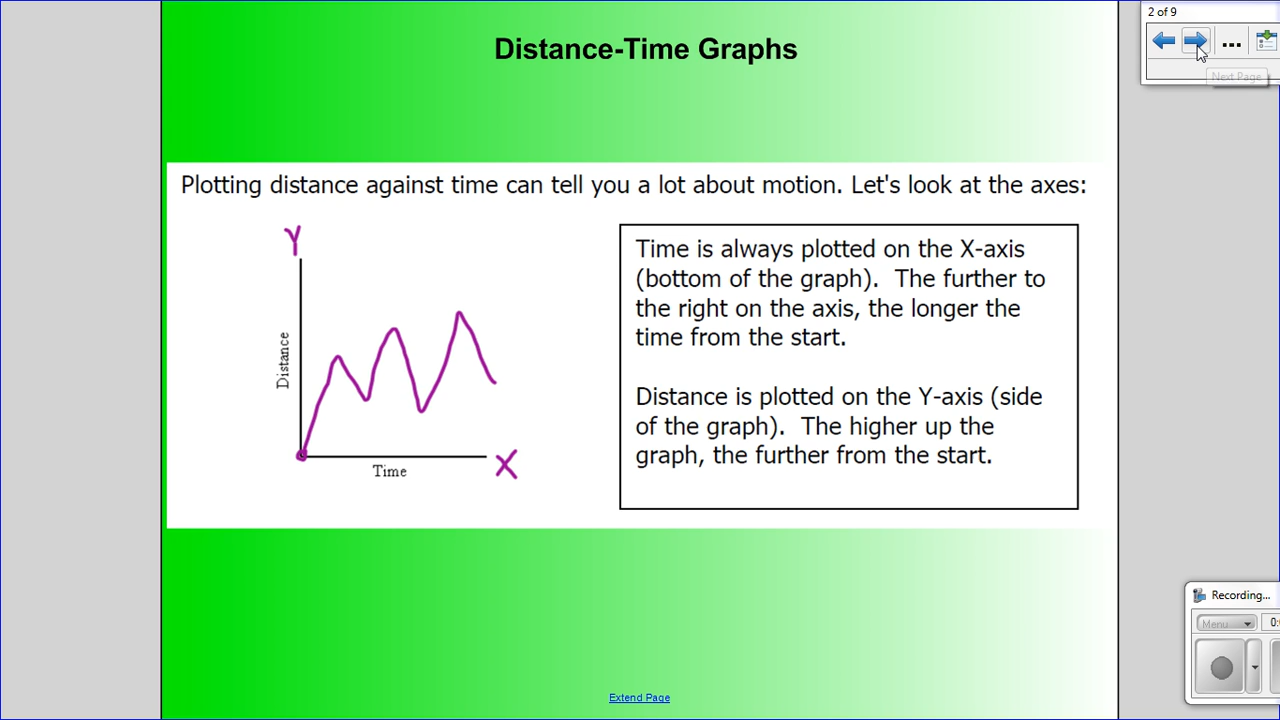 Distance-Time Graphs
2 of 9
...
Next Page
Plotting distance against time can tell you a lot about motion. Let's look at the axes:
Y
Distance
Time
X
Time is always plotted on the X-axis
(bottom of the graph). The further to
the right on the axis, the longer the
time from the start.
Distance is plotted on the Y-axis (side
of the graph). The higher up the
graph, the further from the start.
Recording...
Menu
Extend Page